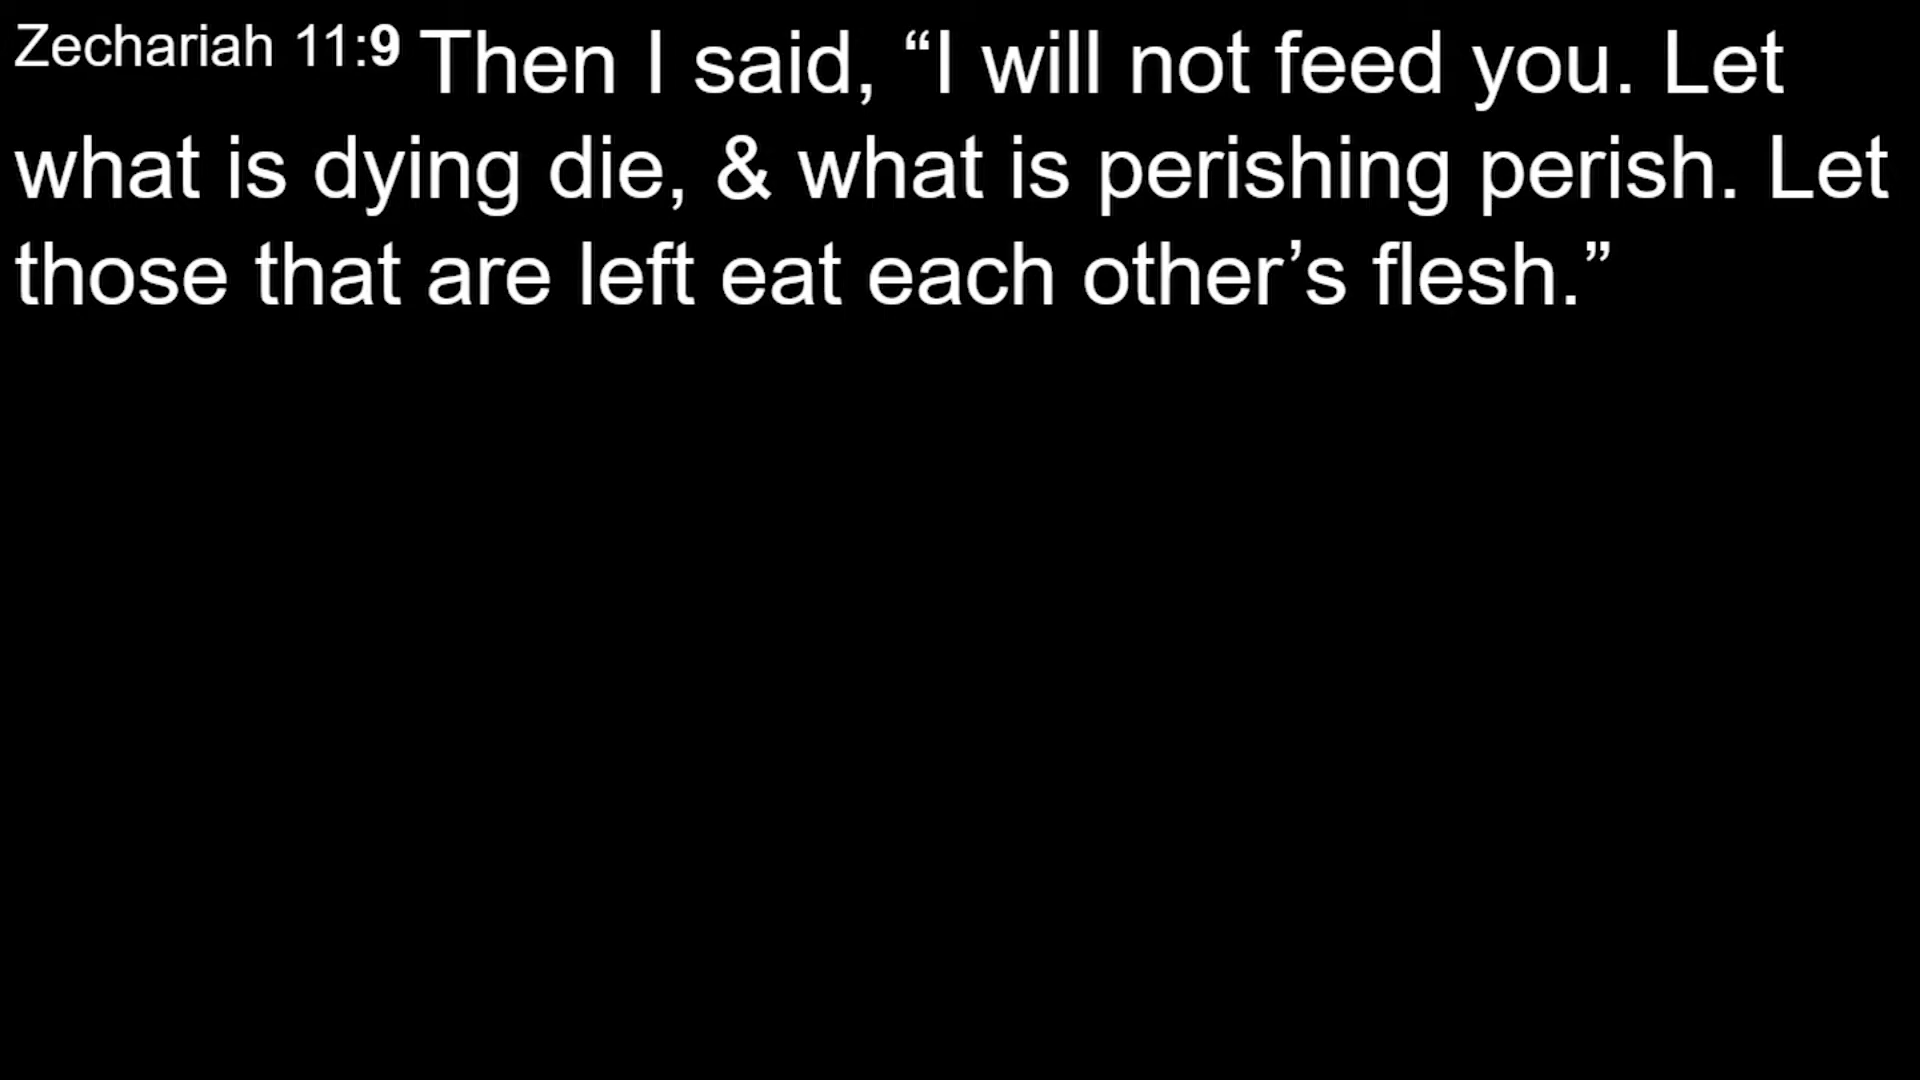 Zechariah 11:9 Then I said, “I will not feed you. Let
what is dying die, & what is perishing perish. Let
those that are left eat each other’s flesh.”